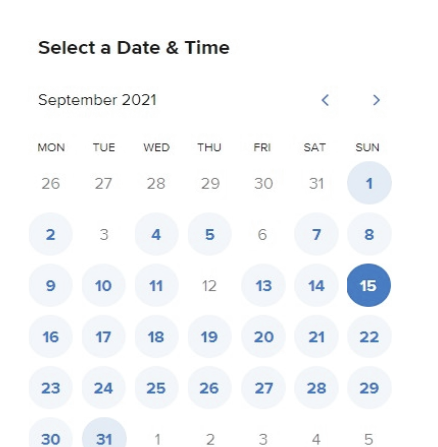 Select a Date & Time
September 2021
MON TUE WED THU FRI SAT SUN
26 27 28 29 30 31 1
2 3 4 5 6 7 8
9 10 11 12 13 14 15
16 17 18 19 20 21 22
23 24 25 26 27 28 29
30 31 1 2 3 4 5